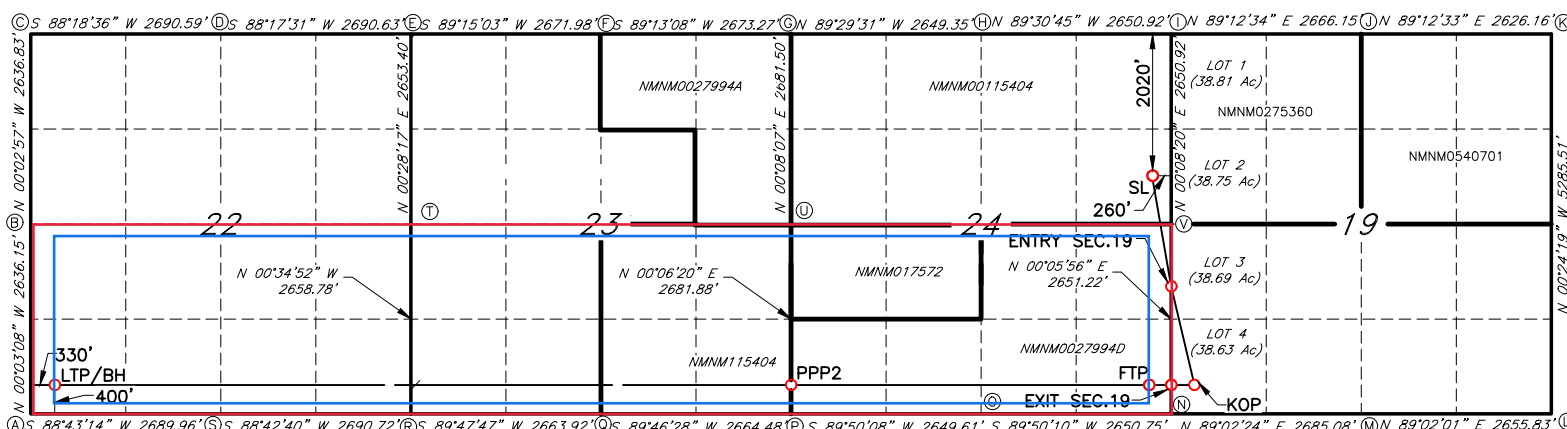 C S 88°18'36" W 2690.59' D S 88°17'31" W 2690.63' E S 89°15'03" W 2671.98' F S 89°13'08" W 2673.27' G S 89°29'31" W 2649.35' H N 89°30'45" W 2650.92' I N 89°12'34" E 2666.15' J N 89°12'33" E 2626.16' K
N 00°02'57" W 2636.83'
N 00°28'17" E 2653.40'
N 00°08'07" E 2681.50'
N 00°08'20" E 2650.92'
N 00°24'19" W 5285.51'
NMNM0027994A
NMNM00115404
2020'
LOT 1
(38.81 Ac)
NMNM0275360
NMNM0540701
LOT 2
(38.75 Ac)
SL
260'
B
T
U
V
22
23
24
19
ENTRY SEC.19
N 00°34'52" W
2658.78'
N 00°06'20" E
2681.88'
NMNM017572
N 00°05'56" E
2651.22'
LOT 3
(38.69 Ac)
N 00°03'08" W 2636.15'
LOT 4
(38.63 Ac)
NMNM115404
NMNM0027994D
330'
LTP/BH
PPP2
FTP
400'
O
EXIT SEC.19
N
KOP
A S 88°43'14" W 2689.96' S S 88°42'40" W 2690.72' R S 89°47'47" W 2663.92' Q S 89°46'28" W 2664.48' P S 89°50'08" W 2649.61' S 89°50'10" W 2650.75' N 89°02'24" E 2685.08' M N 89°02'01" E 2655.83' L